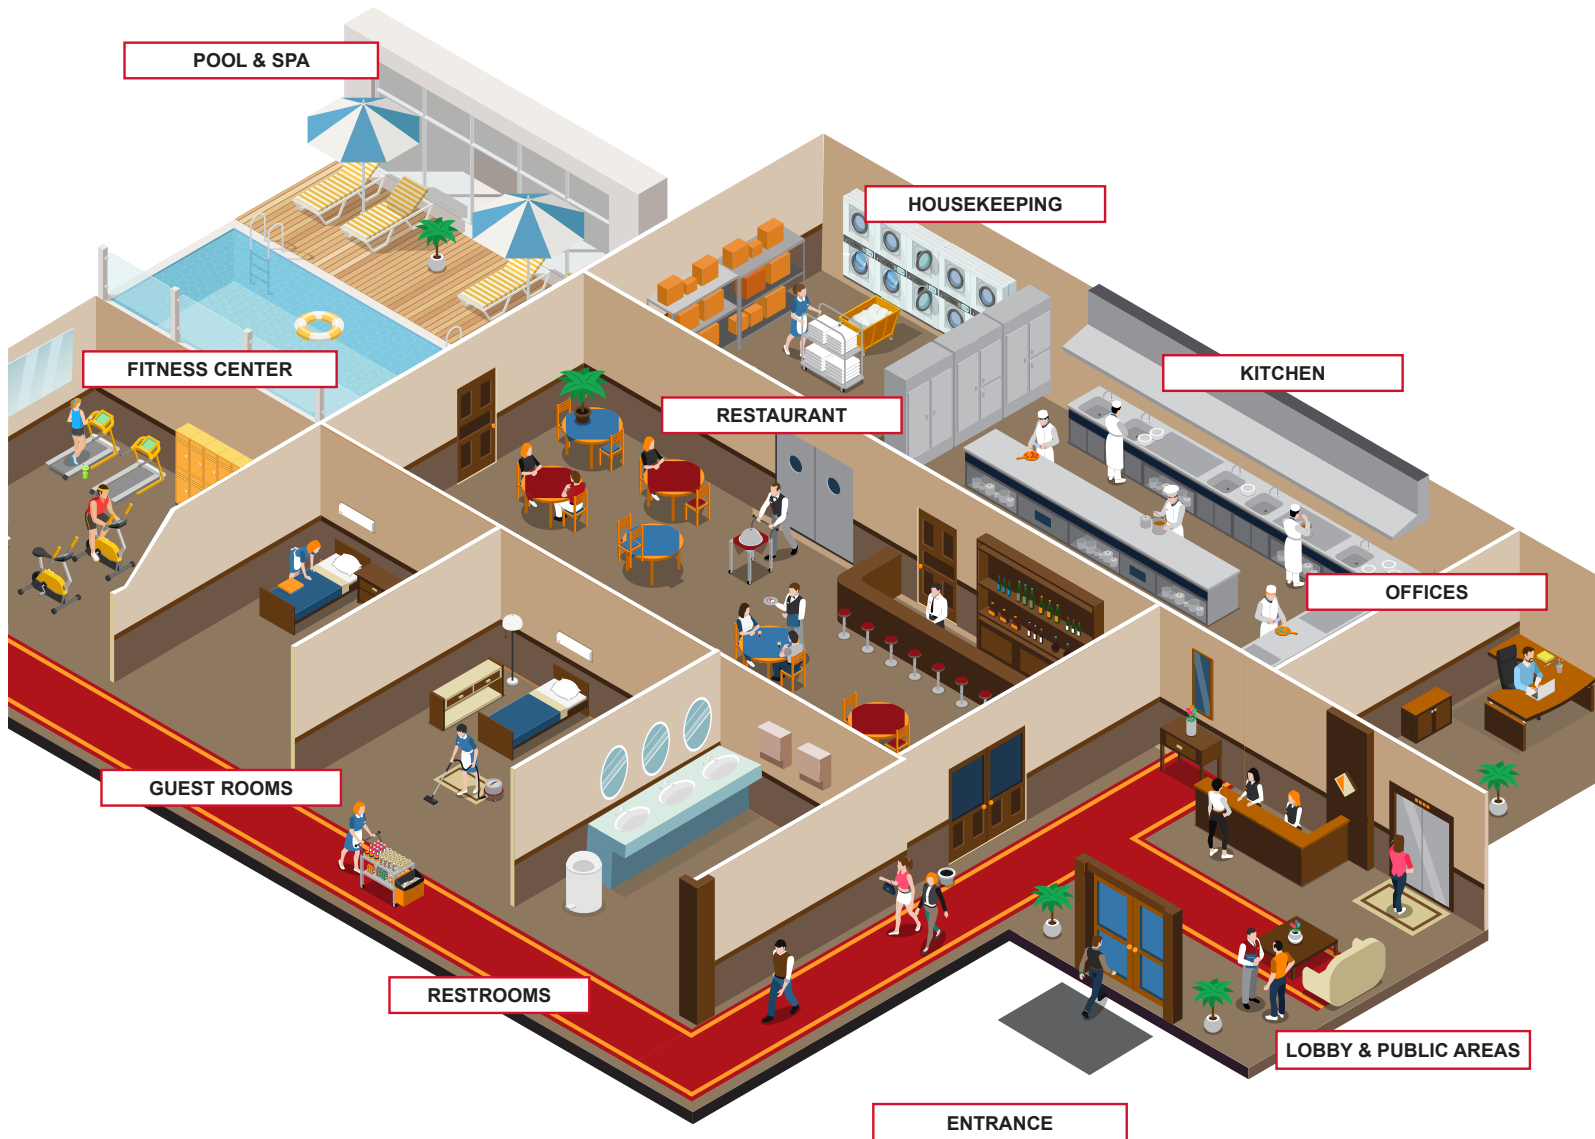 POOL & SPA
HOUSEKEEPING
FITNESS CENTER
KITCHEN
RESTAURANT
OFFICES
GUEST ROOMS
RESTROOMS
LOBBY & PUBLIC AREAS
ENTRANCE